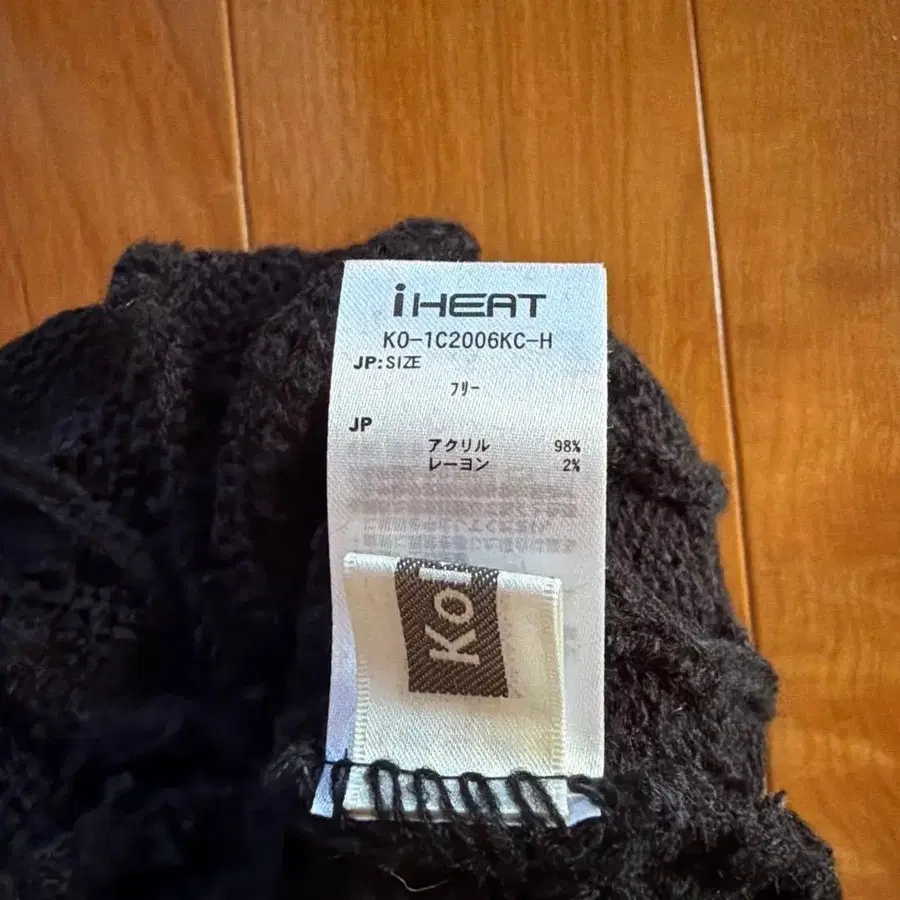 iHEAT
KO-1C2006KC-H
JP:SIZE
フリー
JP
アクリル 98%
レーヨン 2%
Ko